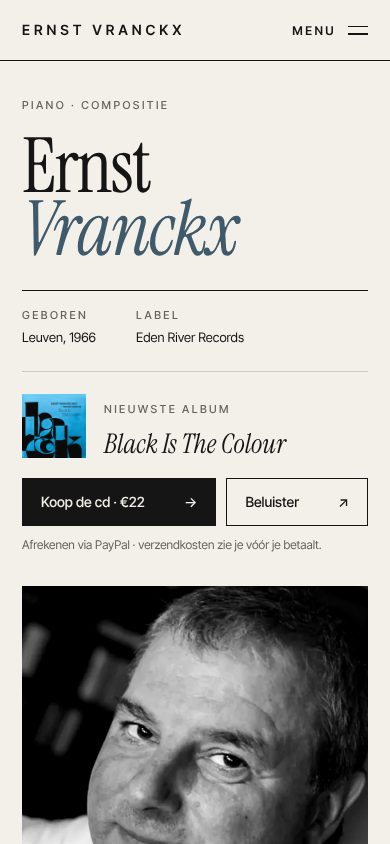 ERNST VRANCKX
MENU
PIANO · COMPOSITIE
Ernst
Vranckx
GEBOREN
LABEL
Leuven, 1966
Eden River Records
NIEUWSTE ALBUM
Black Is The Colour
Koop de cd · €22 →
Beluister ↗
Afrekenen via PayPal · verzendkosten zie je vóór je betaalt.